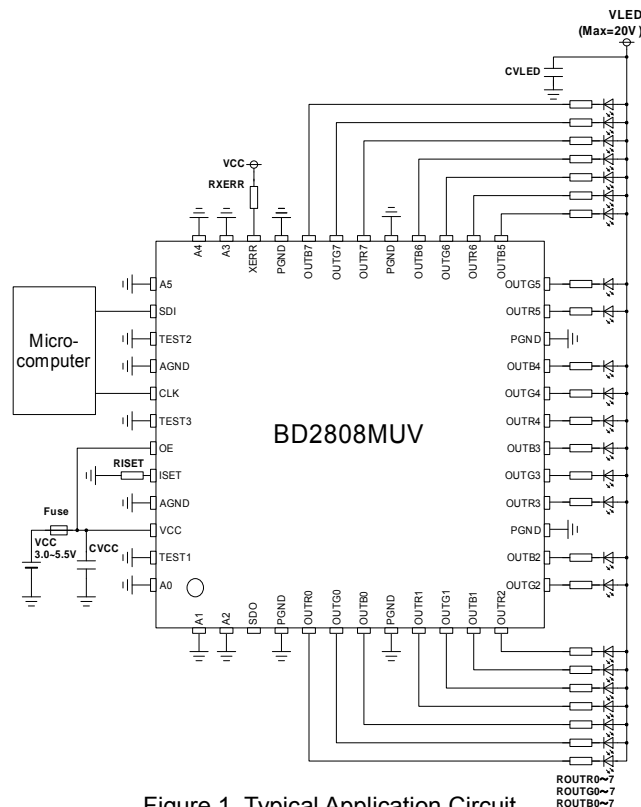 VLED
(Max=20V)
CVLED
VCC
RXERR
A4
A3
XERR
PGND
OUTB7
OUTG7
OUTR7
PGND
OUTB6
OUTG6
OUTR6
OUTB5
A5
SDI
TEST2
AGND
CLK
TEST3
OE
ISET
AGND
VCC
TEST1
A0
Micro-
computer
RISET
Fuse
VCC
3.0~5.5V
CVCC
BD2808MUV
OUTG5
OUTR5
PGND
OUTB4
OUTG4
OUTR4
OUTB3
OUTG3
OUTR3
PGND
OUTB2
OUTG2
A1
A2
SDO
PGND
OUTR0
OUTG0
OUTB0
PGND
OUTR1
OUTG1
OUTB1
OUTR2
ROUTR0~7
ROUTG0~7
ROUTB0~7
Figure 1. Typical Application Circuit